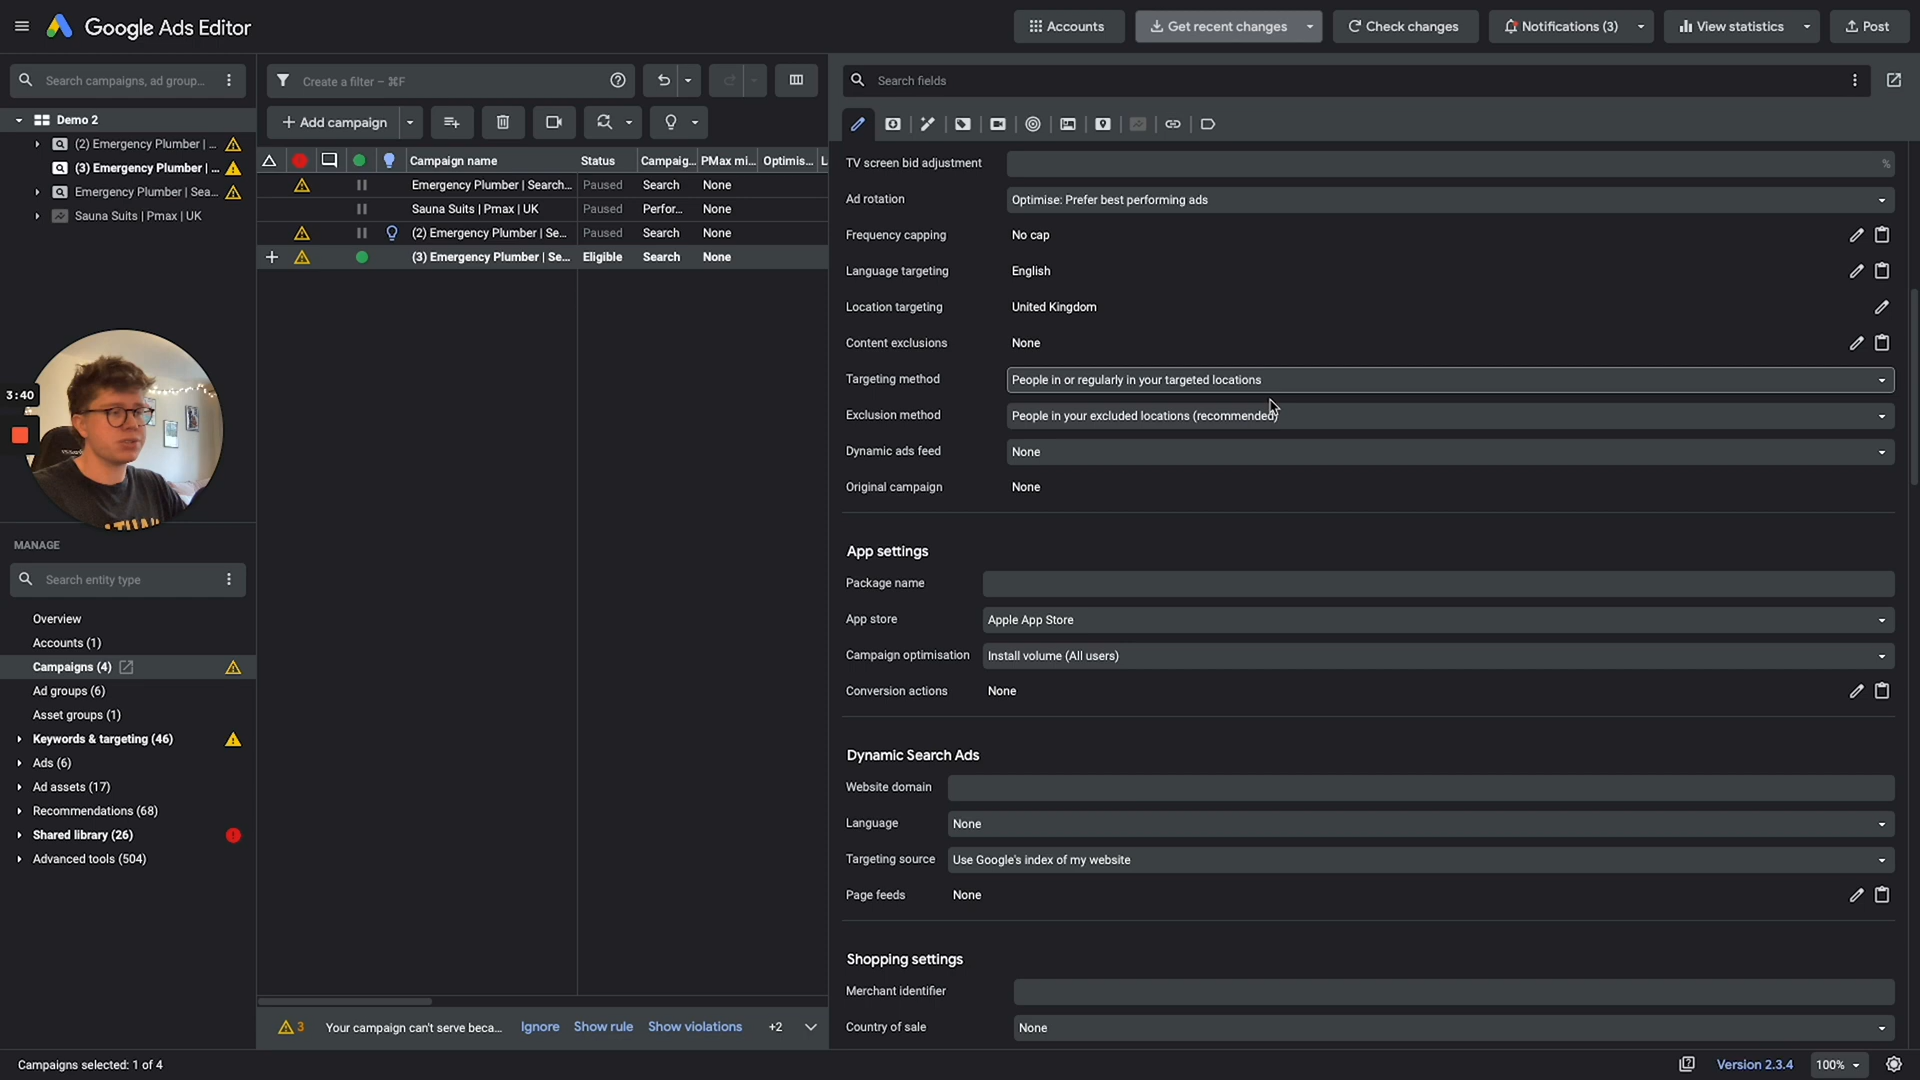 Google Ads Editor
Accounts
Get recent changes
Check changes
Notifications (3)
View statistics
Post
Search campaigns, ad group...
Demo 2
(2) Emergency Plumber | ...
(3) Emergency Plumber | ...
Emergency Plumber | Sea...
Sauna Suits | Pmax | UK
3:40
MANAGE
Search entity type
Overview
Accounts (1)
Campaigns (4)
Ad groups (6)
Asset groups (1)
Keywords & targeting (46)
Ads (6)
Ad assets (17)
Recommendations (68)
Shared library (26)
Advanced tools (504)
Campaigns selected: 1 of 4
Create a filter – ⌘F
Add campaign
Campaign name Status Campaig... PMax mi... Optimis... L
Emergency Plumber | Search... Paused Search None
Sauna Suits | Pmax | UK Paused Perfor... None
(2) Emergency Plumber | Se... Paused Search None
(3) Emergency Plumber | Se... Eligible Search None
3 Your campaign can't serve beca... Ignore Show rule Show violations +2
Search fields
TV screen bid adjustment %
Ad rotation Optimise: Prefer best performing ads
Frequency capping No cap
Language targeting English
Location targeting United Kingdom
Content exclusions None
Targeting method People in or regularly in your targeted locations
Exclusion method People in your excluded locations (recommended)
Dynamic ads feed None
Original campaign None
App settings
Package name
App store Apple App Store
Campaign optimisation Install volume (All users)
Conversion actions None
Dynamic Search Ads
Website domain
Language None
Targeting source Use Google's index of my website
Page feeds None
Shopping settings
Merchant identifier
Country of sale None
Version 2.3.4
100%